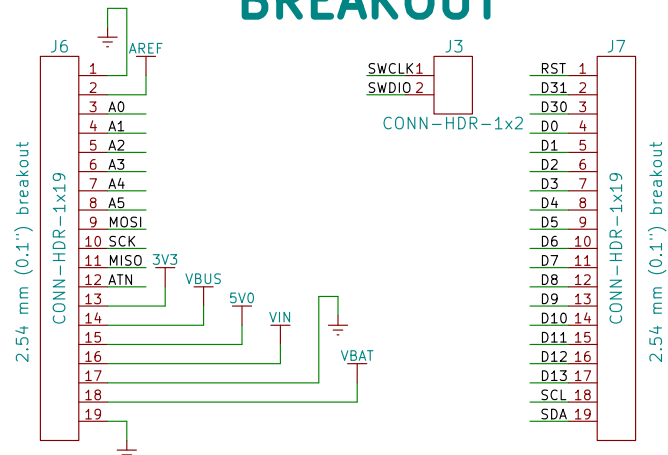 BREAKOUT
J6
AREF
1
2
3 A0
4 A1
5 A2
6 A3
7 A4
8 A5
9 MOSI
10 SCK
11 MISO
12 ATN
13
14
15
16
17
18
19
3V3
VBUS
5V0
VIN
VBAT
CONN-HDR-1x19
2.54 mm (0.1") breakout
J3
SWCLK 1
SWDIO 2
CONN-HDR-1x2
J7
RST 1
D31 2
D30 3
D0 4
D1 5
D2 6
D3 7
D4 8
D5 9
D6 10
D7 11
D8 12
D9 13
D10 14
D11 15
D12 16
D13 17
SCL 18
SDA 19
CONN-HDR-1x19
2.54 mm (0.1") breakout